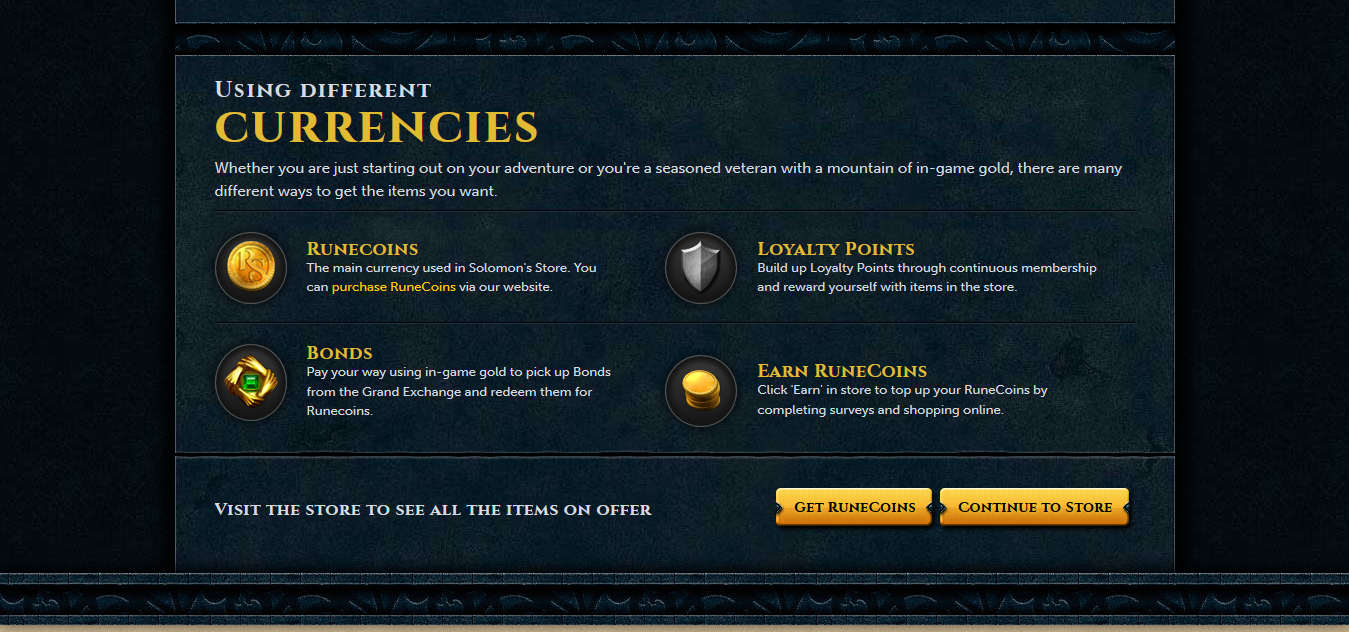 Using different
CURRENCIES
Whether you are just starting out on your adventure or you're a seasoned veteran with a mountain of in-game gold, there are many
different ways to get the items you want.
Runecoins
The main currency used in Solomon's Store. You
can purchase RuneCoins via our website.
Loyalty Points
Build up Loyalty Points through continuous membership
and reward yourself with items in the store.
Bonds
Pay your way using in-game gold to pick up Bonds
from the Grand Exchange and redeem them for
Runecoins.
Earn RuneCoins
Click 'Earn' in store to top up your RuneCoins by
completing surveys and shopping online.
Visit the store to see all the items on offer
Get RuneCoins
Continue to Store